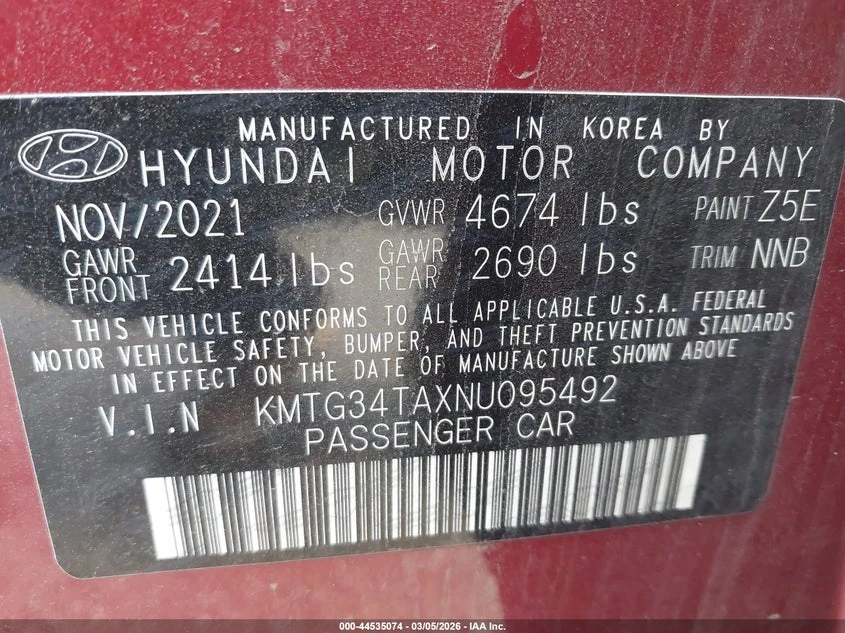 MANUFACTURED IN KOREA BY
HYUNDAI MOTOR COMPANY
NOV/2021 GVWR 4674 lbs PAINT Z5E
GAWR FRONT 2414 lbs GAWR REAR 2690 lbs TRIM NNB
THIS VEHICLE CONFORMS TO ALL APPLICABLE U.S.A. FEDERAL
MOTOR VEHICLE SAFETY, BUMPER, AND THEFT PREVENTION STANDARDS
IN EFFECT ON THE DATE OF MANUFACTURE SHOWN ABOVE
V.I.N KMTG34TAXNU095492
PASSENGER CAR
000-44535074 — 03/05/2026 — IAA Inc.